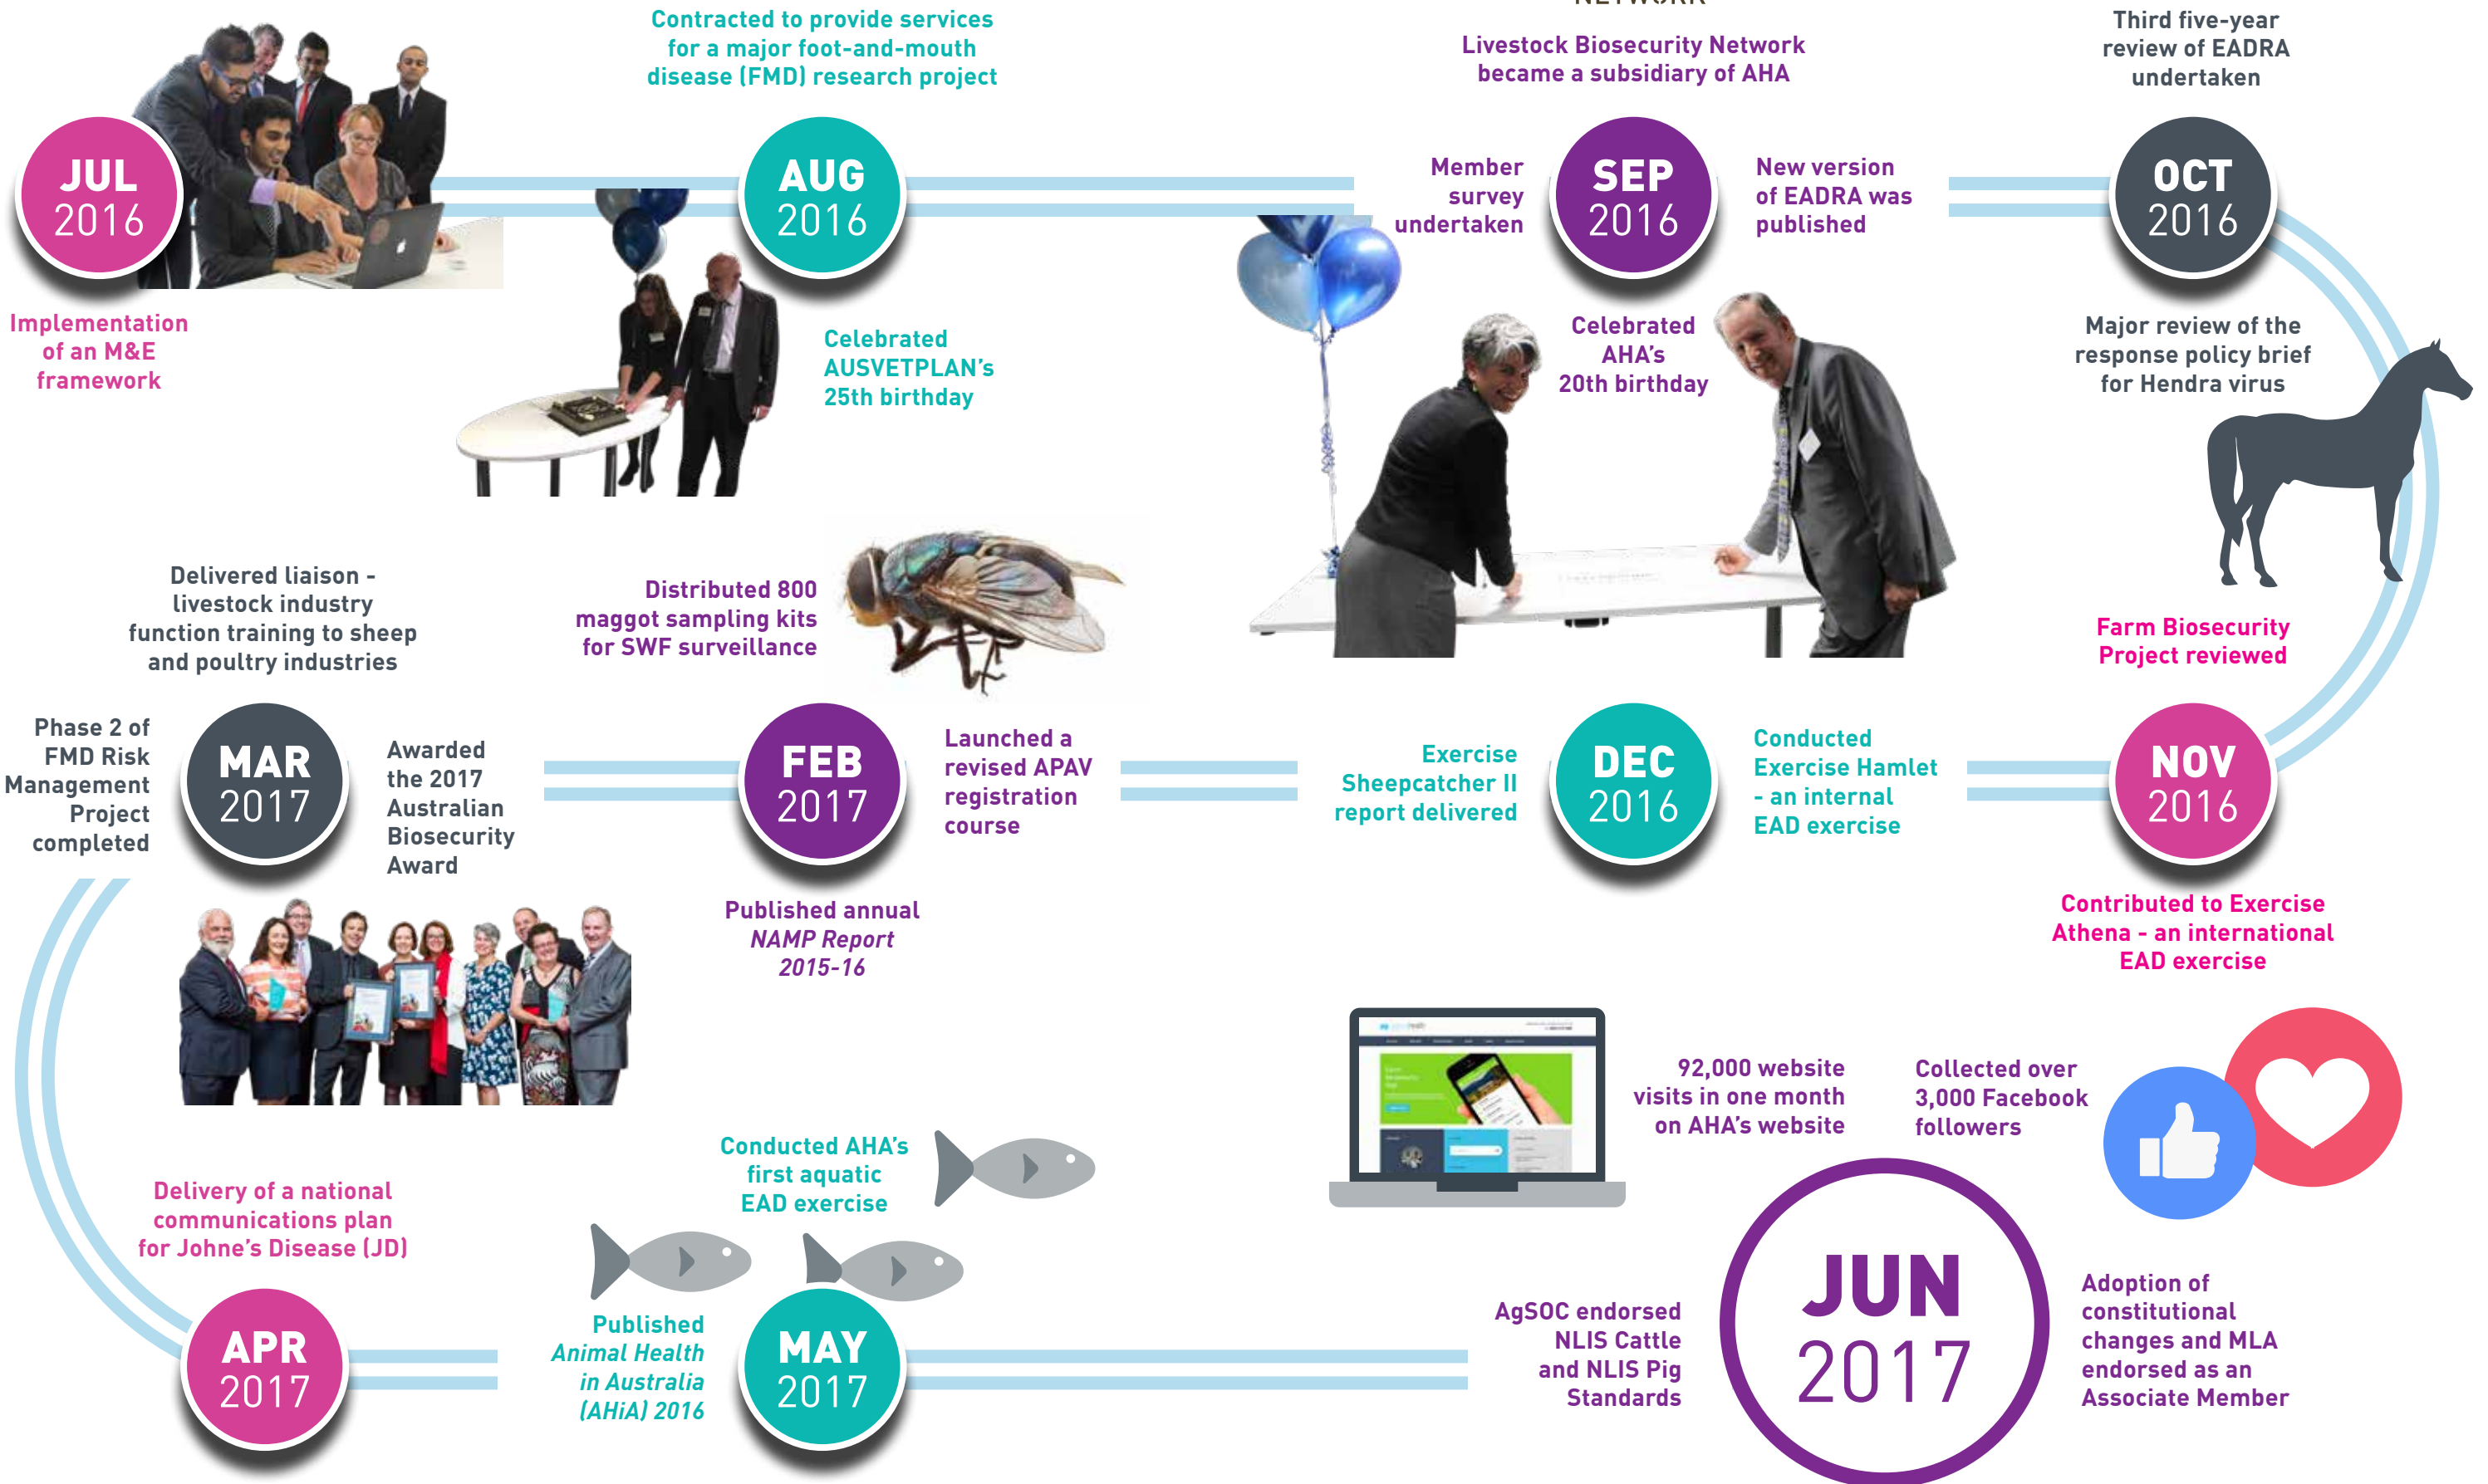 JUL
2016
Implementation
of an M&E
framework
Contracted to provide services
for a major foot-and-mouth
disease (FMD) research project
AUG
2016
Celebrated
AUSVETPLAN's
25th birthday
NETWORK
Livestock Biosecurity Network
became a subsidiary of AHA
Member
survey
undertaken
SEP
2016
New version
of EADRA was
published
Celebrated
AHA's
20th birthday
Third five-year
review of EADRA
undertaken
OCT
2016
Major review of the
response policy brief
for Hendra virus
Farm Biosecurity
Project reviewed
NOV
2016
Contributed to Exercise
Athena - an international
EAD exercise
Conducted
Exercise Hamlet
- an internal
EAD exercise
DEC
2016
Exercise
Sheepcatcher II
report delivered
Distributed 800
maggot sampling kits
for SWF surveillance
Launched a
revised APAV
registration
course
FEB
2017
Published annual
NAMP Report
2015-16
Delivered liaison -
livestock industry
function training to sheep
and poultry industries
Awarded
the 2017
Australian
Biosecurity
Award
MAR
2017
Phase 2 of
FMD Risk
Management
Project
completed
Delivery of a national
communications plan
for Johne's Disease (JD)
APR
2017
Conducted AHA's
first aquatic
EAD exercise
Published
Animal Health
in Australia
(AHiA) 2016
MAY
2017
92,000 website
visits in one month
on AHA's website
Collected over
3,000 Facebook
followers
AgSOC endorsed
NLIS Cattle
and NLIS Pig
Standards
JUN
2017
Adoption of
constitutional
changes and MLA
endorsed as an
Associate Member